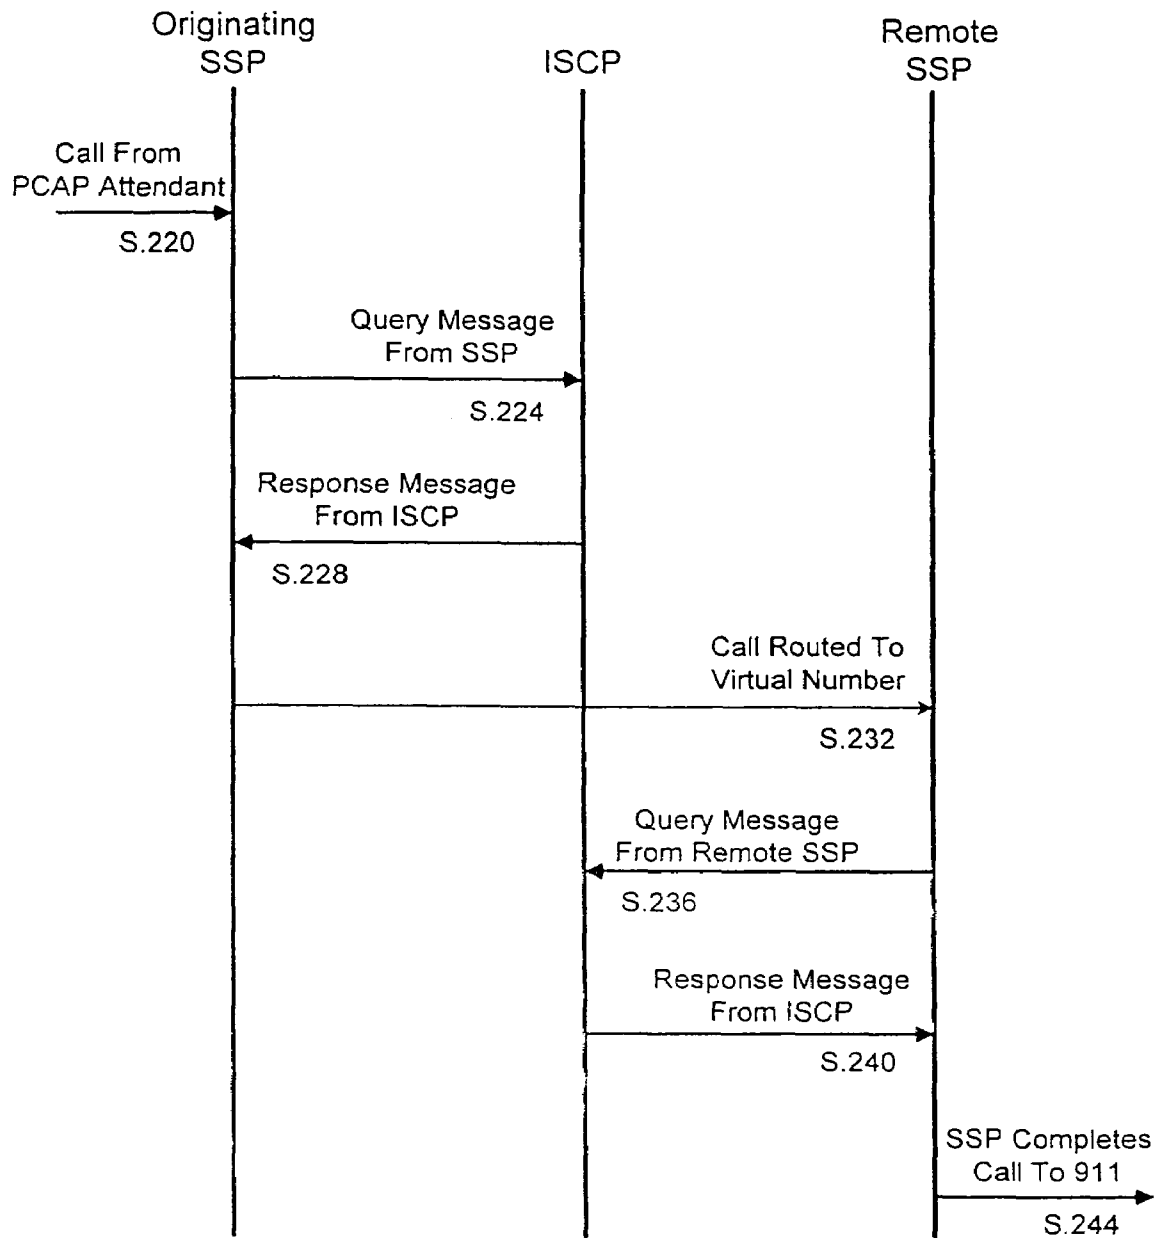 Originating
SSP
ISCP
Remote
SSP
Call From
PCAP Attendant
S.220
Query Message
From SSP
S.224
Response Message
From ISCP
S.228
Call Routed To
Virtual Number
S.232
Query Message
From Remote SSP
S.236
Response Message
From ISCP
S.240
SSP Completes
Call To 911
S.244